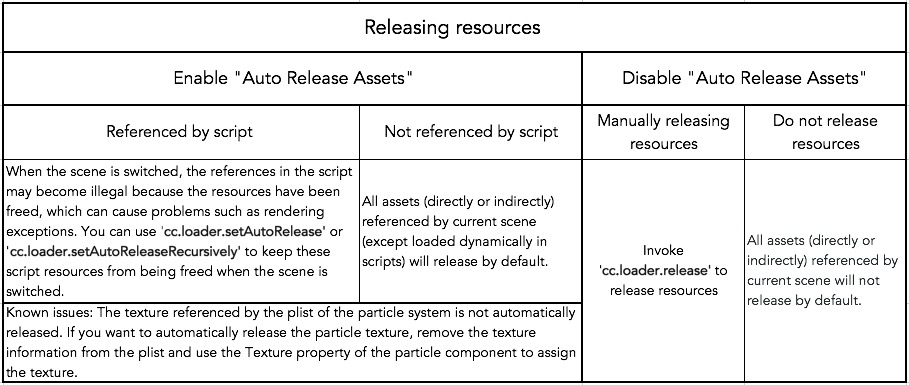 Releasing resources
Enable "Auto Release Assets"
Disable "Auto Release Assets"
Referenced by script
Not referenced by script
Manually releasing
resources
Do not release
resources
When the scene is switched, the references in the script
may become illegal because the resources have been
freed, which can cause problems such as rendering
exceptions. You can use 'cc.loader.setAutoRelease' or
'cc.loader.setAutoReleaseRecursively' to keep these
script resources from being freed when the scene is
switched.
All assets (directly or indirectly)
referenced by current scene
(except loaded dynamically in
scripts) will release by default.
Invoke
'cc.loader.release' to
release resources
All assets (directly or
indirectly) referenced by
current scene will not
release by default.
Known issues: The texture referenced by the plist of the particle system is not automatically
released. If you want to automatically release the particle texture, remove the texture
information from the plist and use the Texture property of the particle component to assign
the texture.